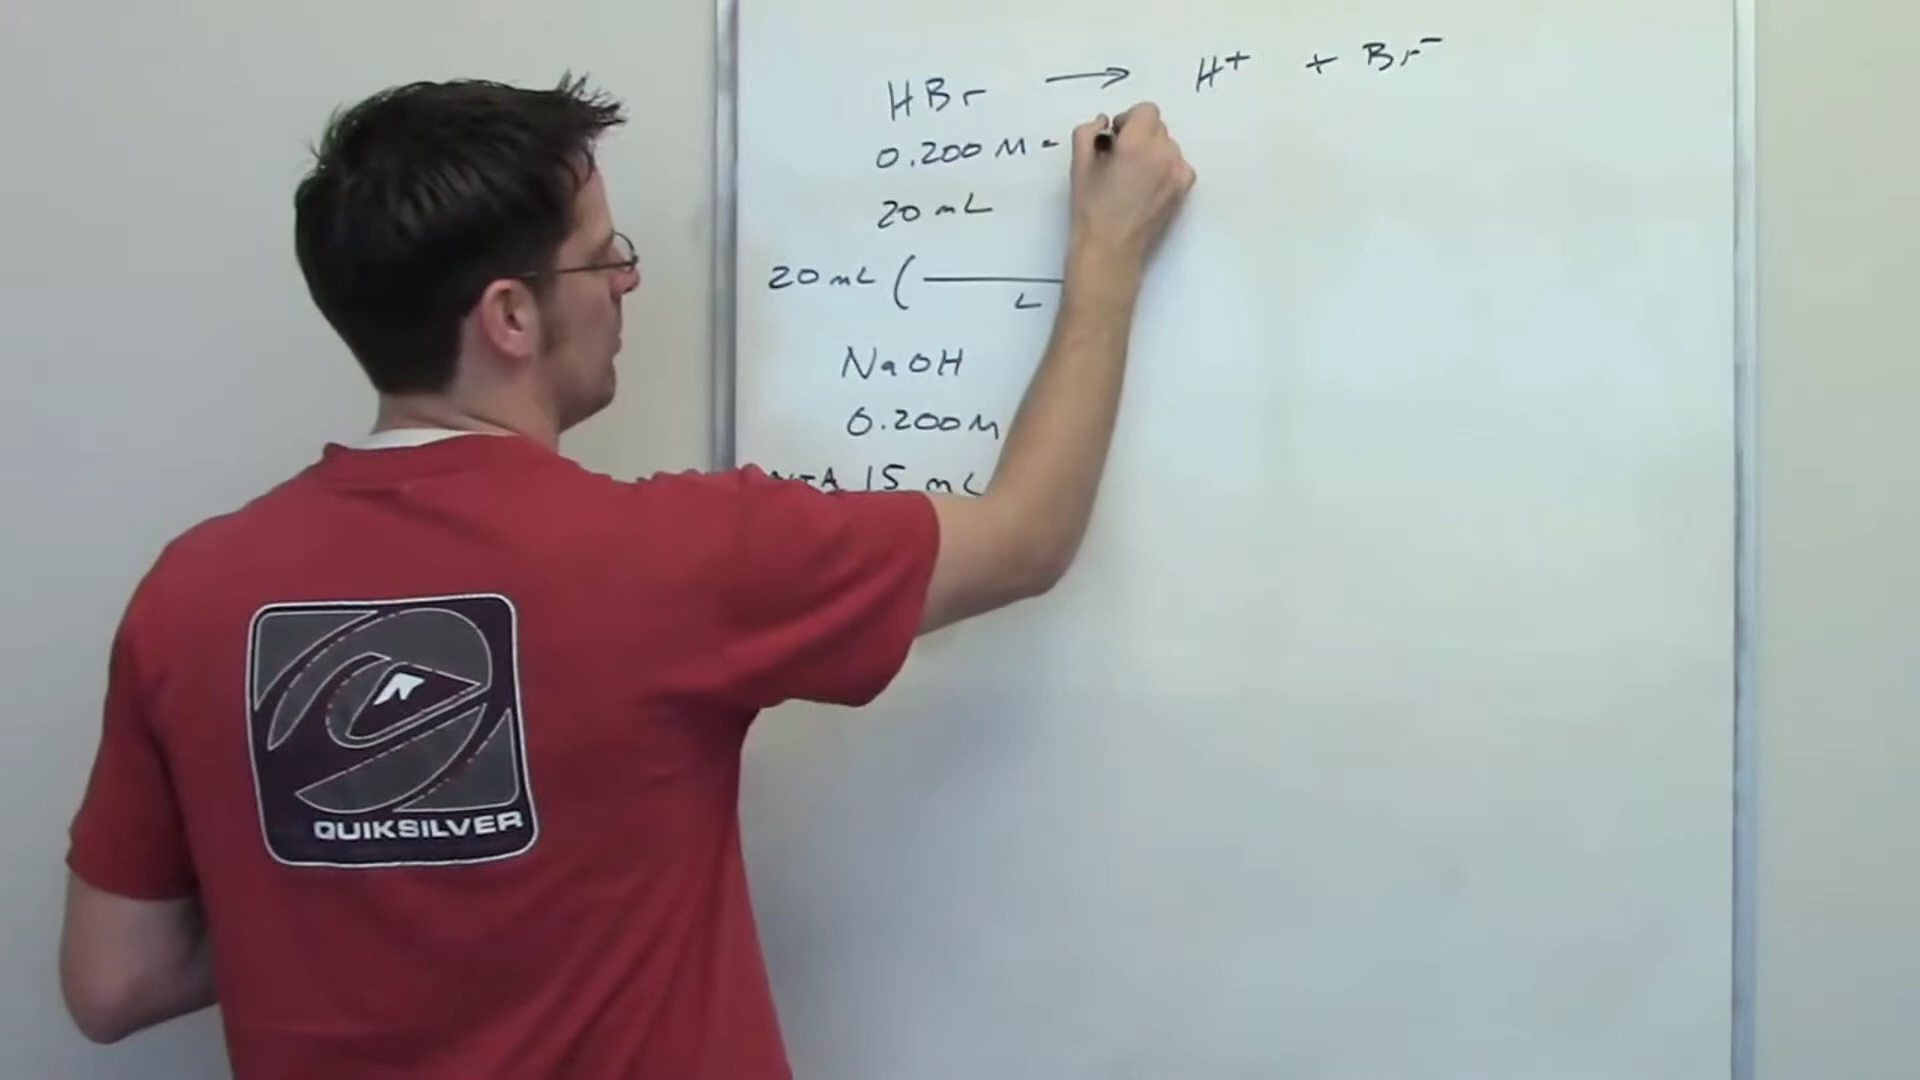 HBr → H+ + Br-
0.200 M =
20 mL
20 mL ( L
NaOH
0.200 M
15 mL
QUIKSILVER